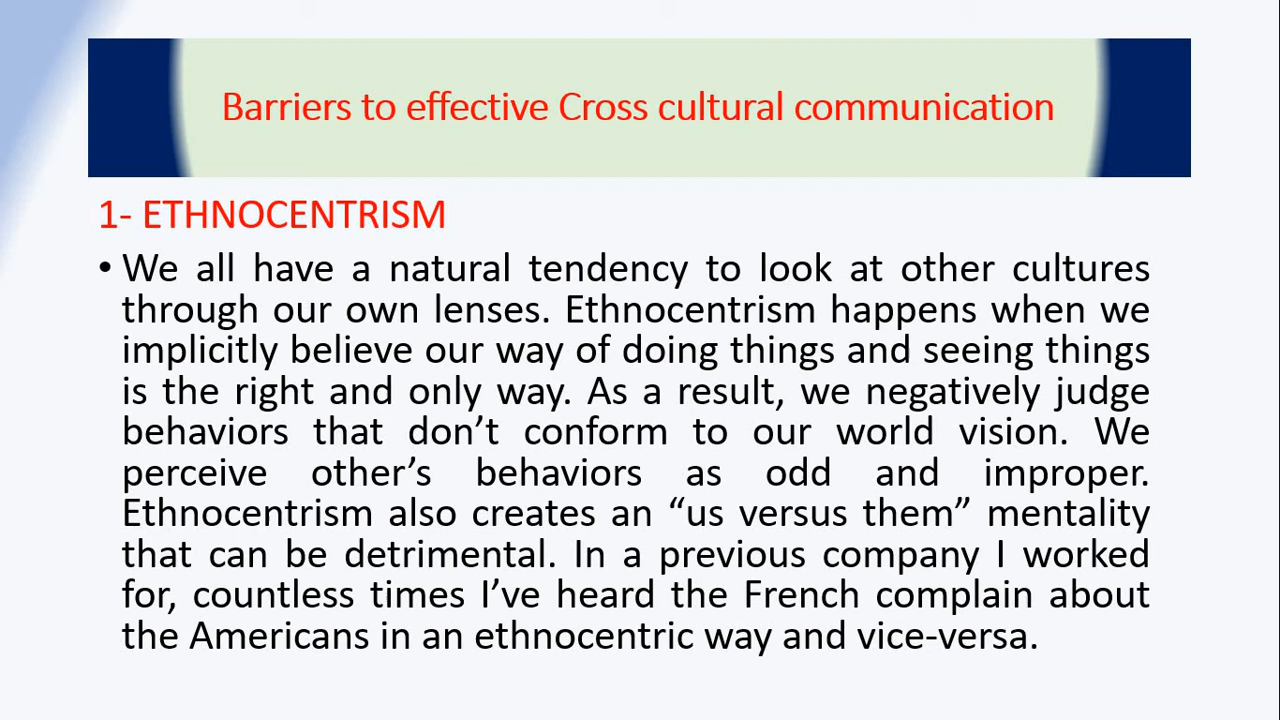 Barriers to effective Cross cultural communication
1- ETHNOCENTRISM
• We all have a natural tendency to look at other cultures
through our own lenses. Ethnocentrism happens when we
implicitly believe our way of doing things and seeing things
is the right and only way. As a result, we negatively judge
behaviors that don’t conform to our world vision. We
perceive other’s behaviors as odd and improper.
Ethnocentrism also creates an “us versus them” mentality
that can be detrimental. In a previous company I worked
for, countless times I’ve heard the French complain about
the Americans in an ethnocentric way and vice-versa.